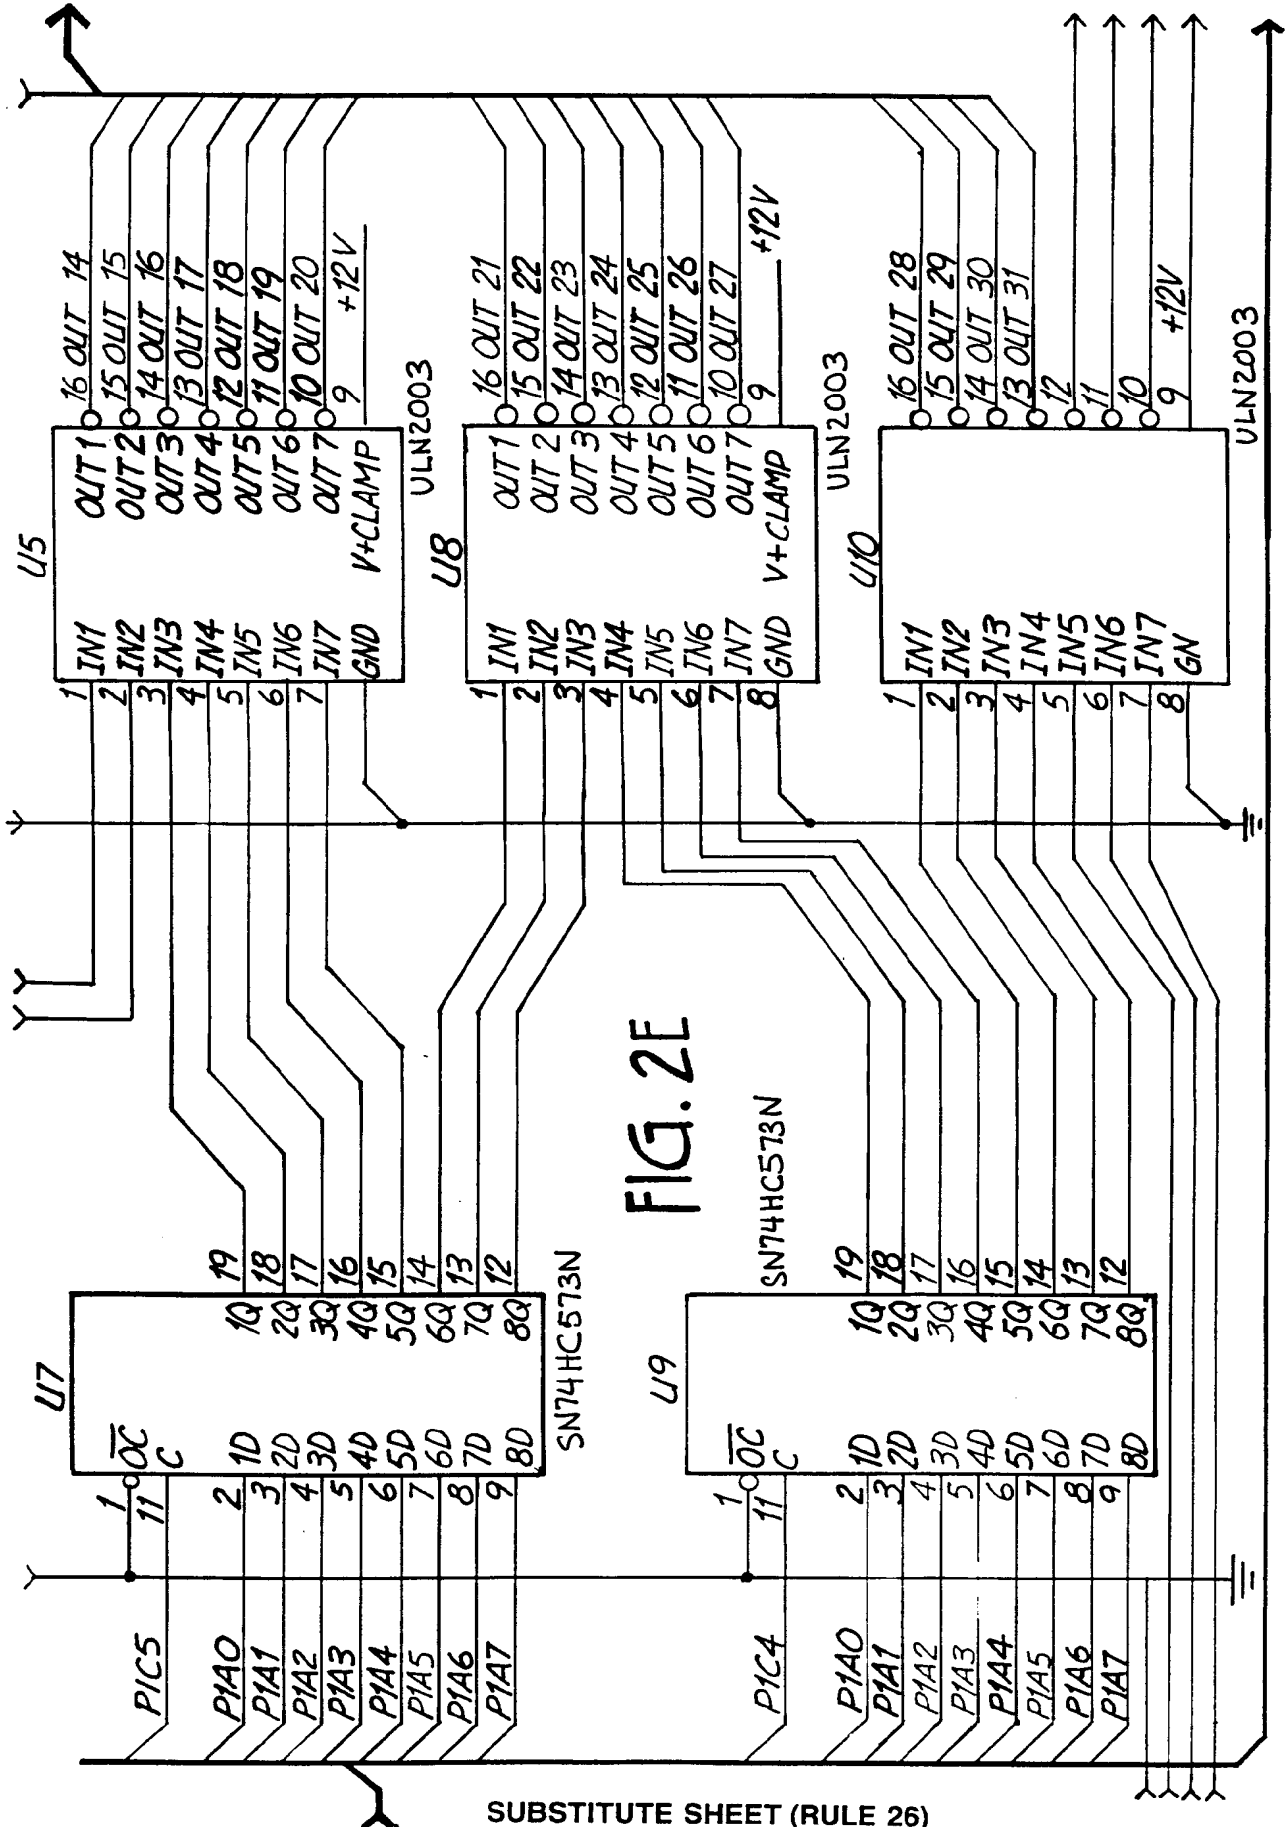 U7
OC
C
1D
2D
3D
4D
5D
6D
7D
8D
1Q
2Q
3Q
4Q
5Q
6Q
7Q
8Q
1
11
2
3
4
5
6
7
8
9
19
18
17
16
15
14
13
12
P1C5
P1A0
P1A1
P1A2
P1A3
P1A4
P1A5
P1A6
P1A7
SN74HC573N
U5
1 IN1
2 IN2
3 IN3
4 IN4
5 IN5
6 IN6
7 IN7
GND
OUT1 16 OUT 14
OUT2 15 OUT 15
OUT3 14 OUT 16
OUT4 13 OUT 17
OUT5 12 OUT 18
OUT6 11 OUT 19
OUT7 10 OUT 20
V+CLAMP 9 +12V
ULN2003
U8
1 IN1
2 IN2
3 IN3
4 IN4
5 IN5
6 IN6
7 IN7
8 GND
OUT1 16 OUT 21
OUT2 15 OUT 22
OUT3 14 OUT 23
OUT4 13 OUT 24
OUT5 12 OUT 25
OUT6 11 OUT 26
OUT7 10 OUT 27
V+CLAMP 9 +12V
ULN2003
FIG. 2E
U9
OC
C
1D
2D
3D
4D
5D
6D
7D
8D
1Q
2Q
3Q
4Q
5Q
6Q
7Q
8Q
1
11
2
3
4
5
6
7
8
9
19
18
17
16
15
14
13
12
P1C4
P1A0
P1A1
P1A2
P1A3
P1A4
P1A5
P1A6
P1A7
SN74HC573N
U10
1 IN1
2 IN2
3 IN3
4 IN4
5 IN5
6 IN6
7 IN7
8 GN
16 OUT 28
15 OUT 29
14 OUT 30
13 OUT 31
12
11
10
9 +12V
ULN2003
SUBSTITUTE SHEET (RULE 26)